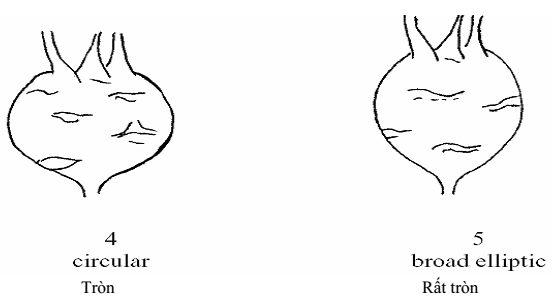 4
circular
Tròn
5
broad elliptic
Rất tròn